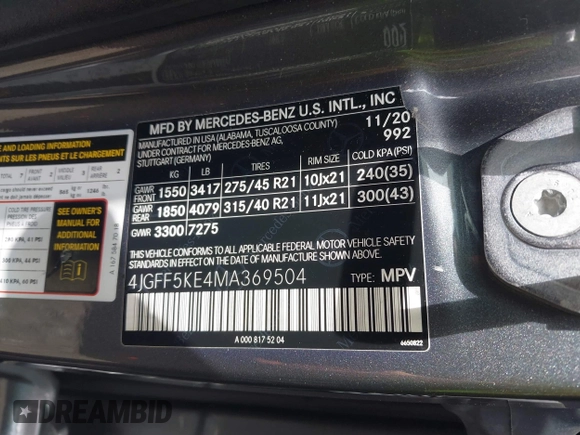 MFD BY MERCEDES-BENZ U.S. INTL., INC
MANUFACTURED IN USA (ALABAMA, TUSCALOOSA COUNTY) 11/20
UNDER CONTRACT FOR MERCEDES-BENZ AG, 992
STUTTGART (GERMANY)
KG LB TIRES RIM SIZE COLD KPA (PSI)
GAWR FRONT 1550 3417 275/45 R21 10Jx21 240(35)
GAWR REAR 1850 4079 315/40 R21 11Jx21 300(43)
GWR 3300 7275
THIS VEHICLE CONFORMS TO ALL APPLICABLE FEDERAL MOTOR VEHICLE SAFETY
STANDARDS IN EFFECT ON THE DATE OF MANUFACTURE SHOWN ABOVE.
4JGFF5KE4MA369504 TYPE: MPV
A 000 817 52 04 6650822
E AND LOADING INFORMATION
ENTS SUR LES PNEUS ET LE CHARGEMENT
COLD TIRE
PRESSURE
SEE OWNER'S
MANUAL FOR
ADDITIONAL
INFORMATION
DREAMBID